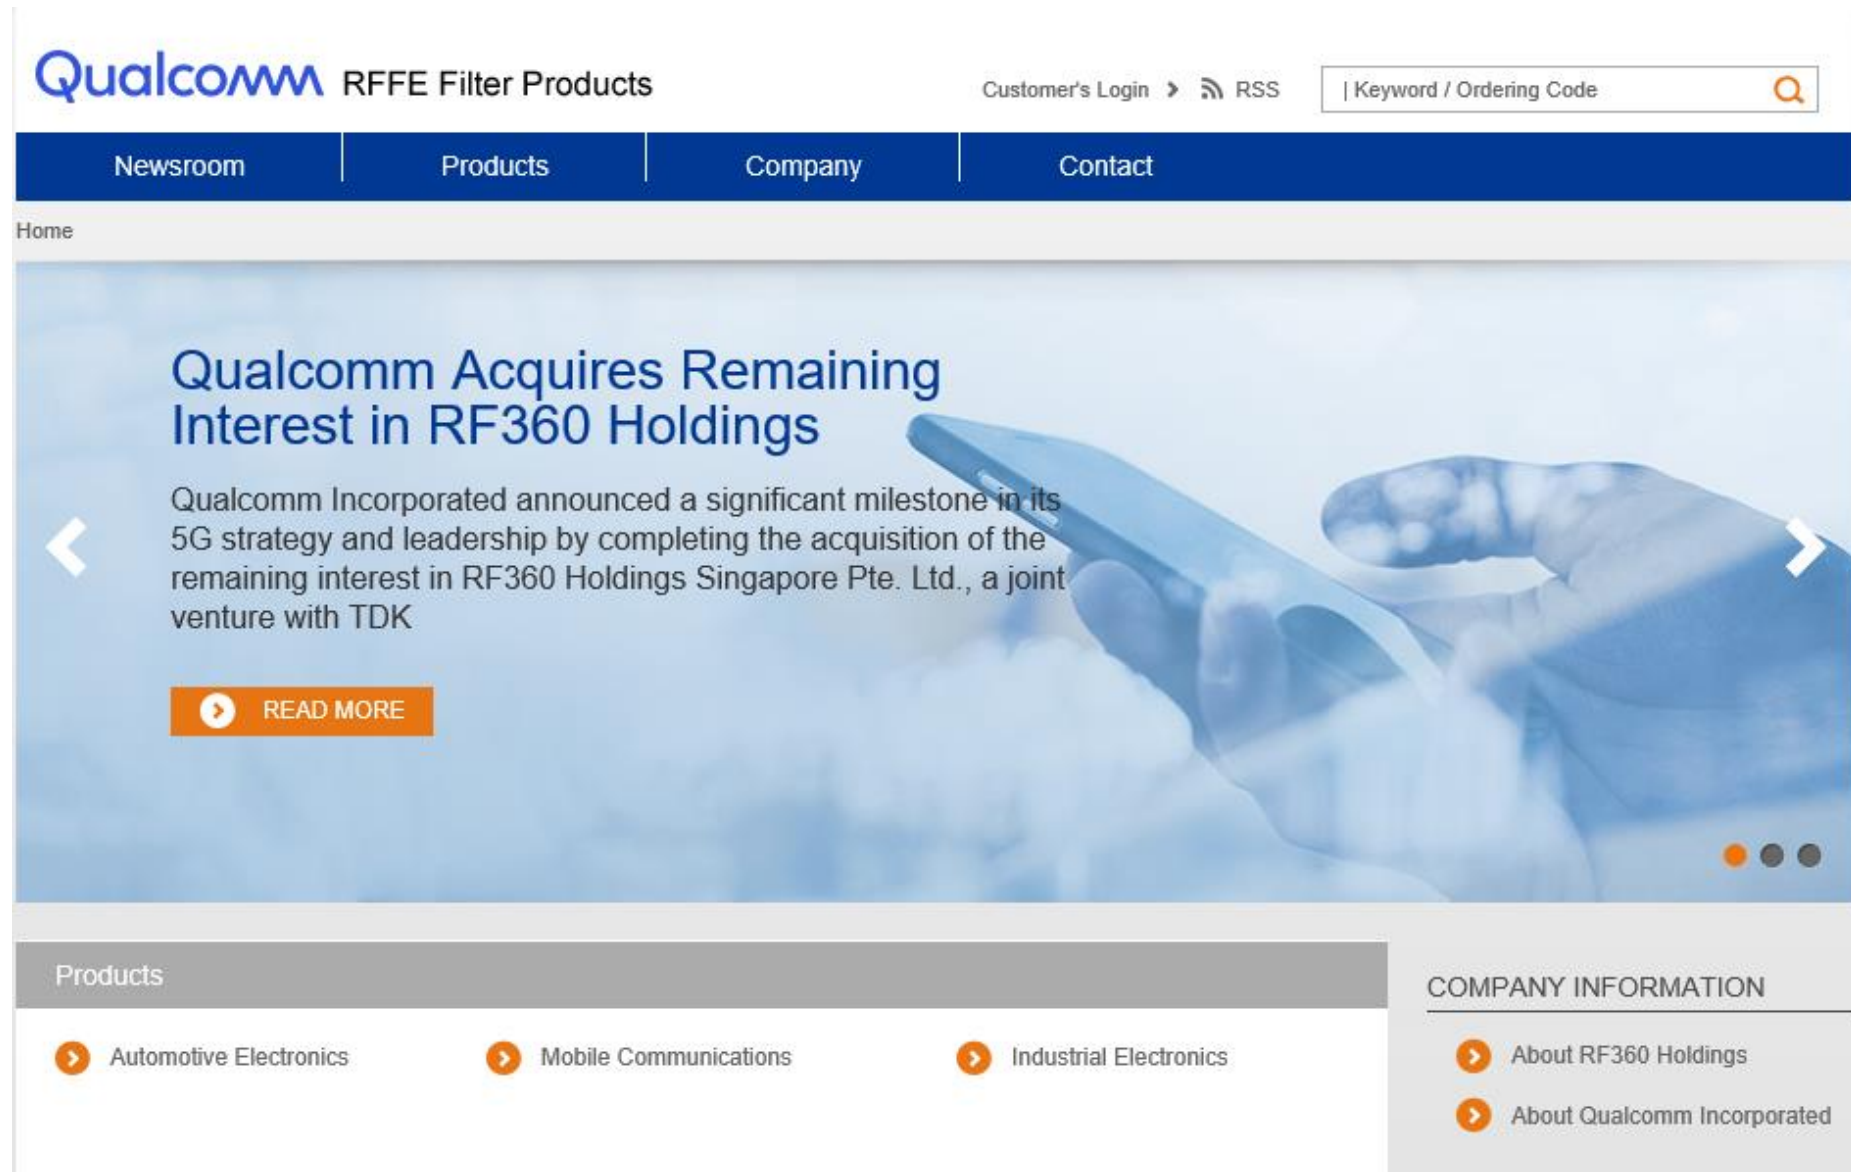 Qualcomm RFFE Filter Products
Customer's Login RSS | Keyword / Ordering Code
Newsroom Products Company Contact
Home
Qualcomm Acquires Remaining
Interest in RF360 Holdings
Qualcomm Incorporated announced a significant milestone in its
5G strategy and leadership by completing the acquisition of the
remaining interest in RF360 Holdings Singapore Pte. Ltd., a joint
venture with TDK
READ MORE
Products
Automotive Electronics Mobile Communications Industrial Electronics
COMPANY INFORMATION
About RF360 Holdings
About Qualcomm Incorporated